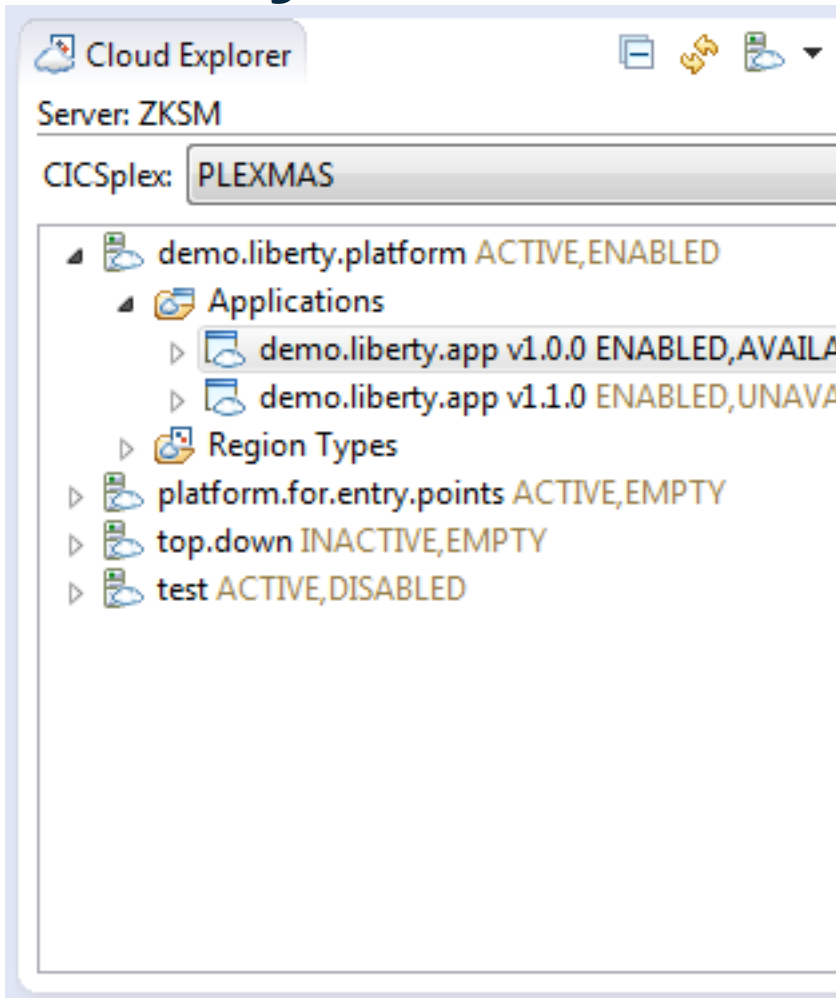 Cloud Explorer
Server: ZKSM
CICSplex: PLEXMAS
demo.liberty.platform ACTIVE,ENABLED
Applications
demo.liberty.app v1.0.0 ENABLED,AVAILA
demo.liberty.app v1.1.0 ENABLED,UNAVA
Region Types
platform.for.entry.points ACTIVE,EMPTY
top.down INACTIVE,EMPTY
test ACTIVE,DISABLED